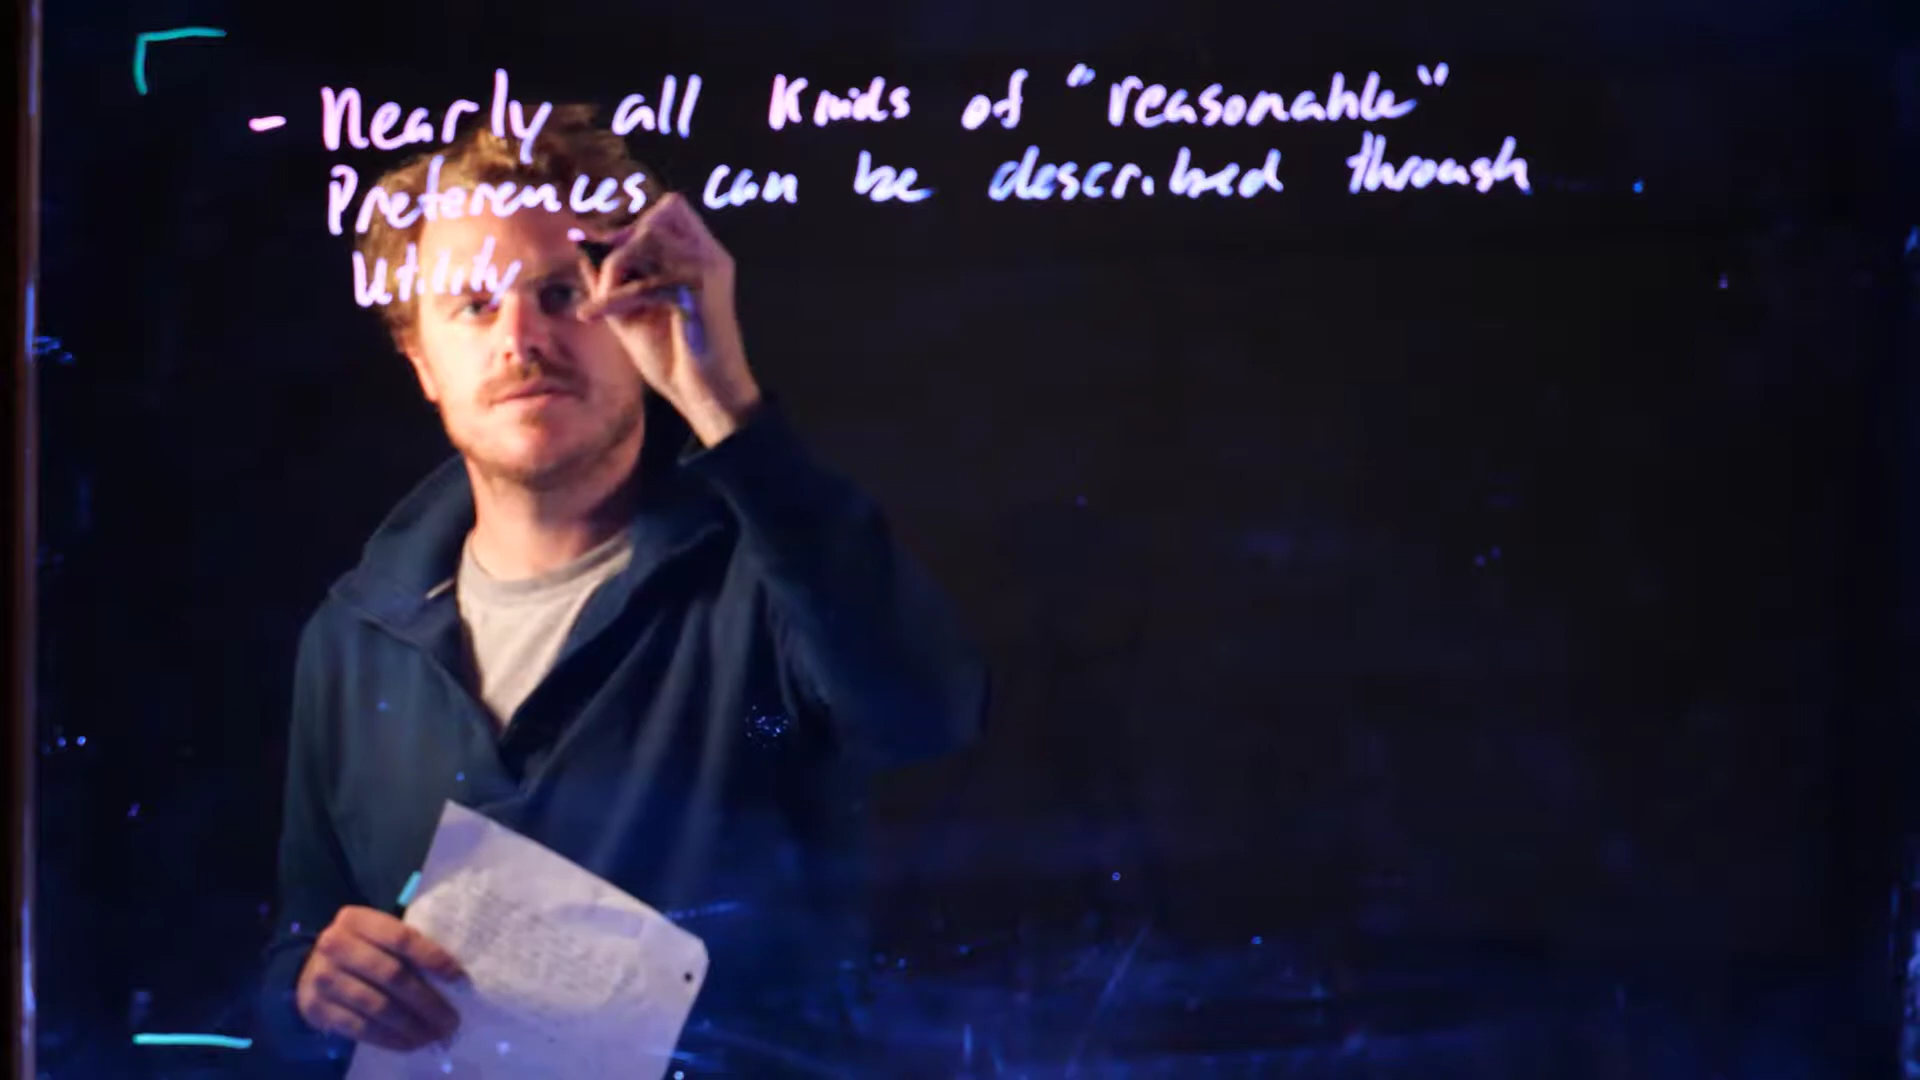 - Nearly all Kinds of "reasonable"
Preferences can be described through
Utility